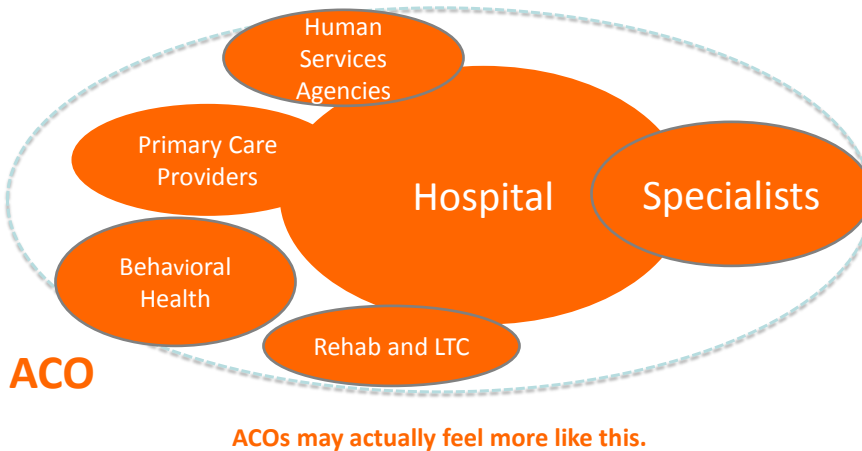 Human
Services
Agencies
Primary Care
Providers
Hospital
Specialists
Behavioral
Health
Rehab and LTC
ACO
ACOs may actually feel more like this.